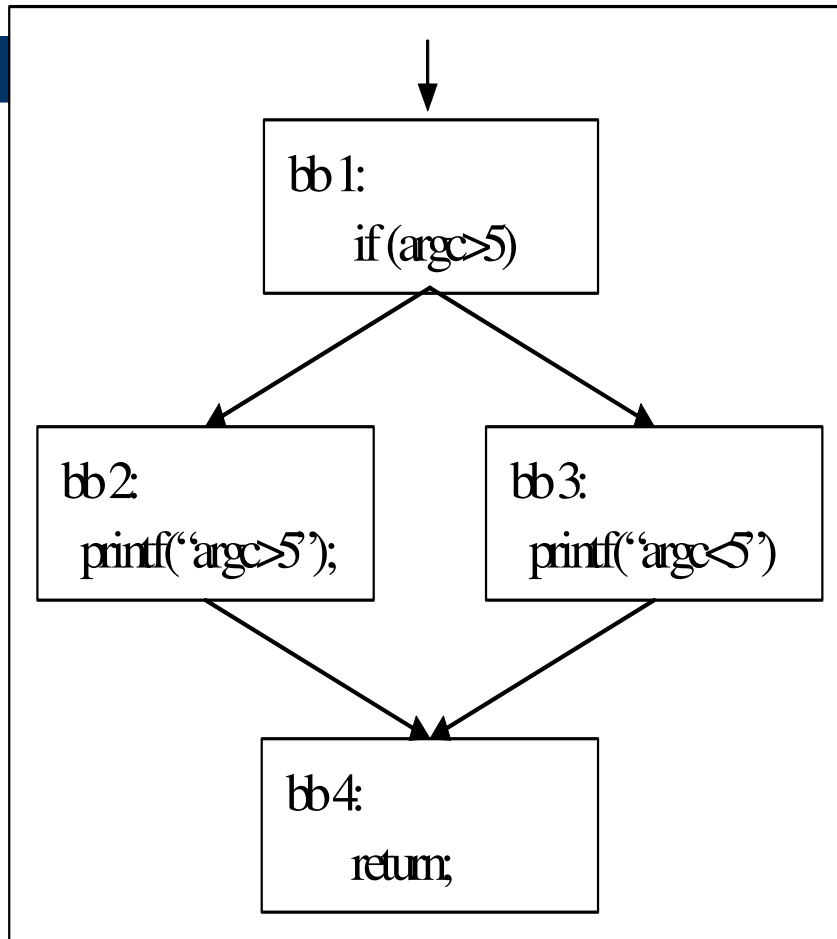 bb 1:
if (argc>5)
bb 2:
printf(“argc>5”);
bb 3:
printf(“argc<5”)
bb 4:
return;